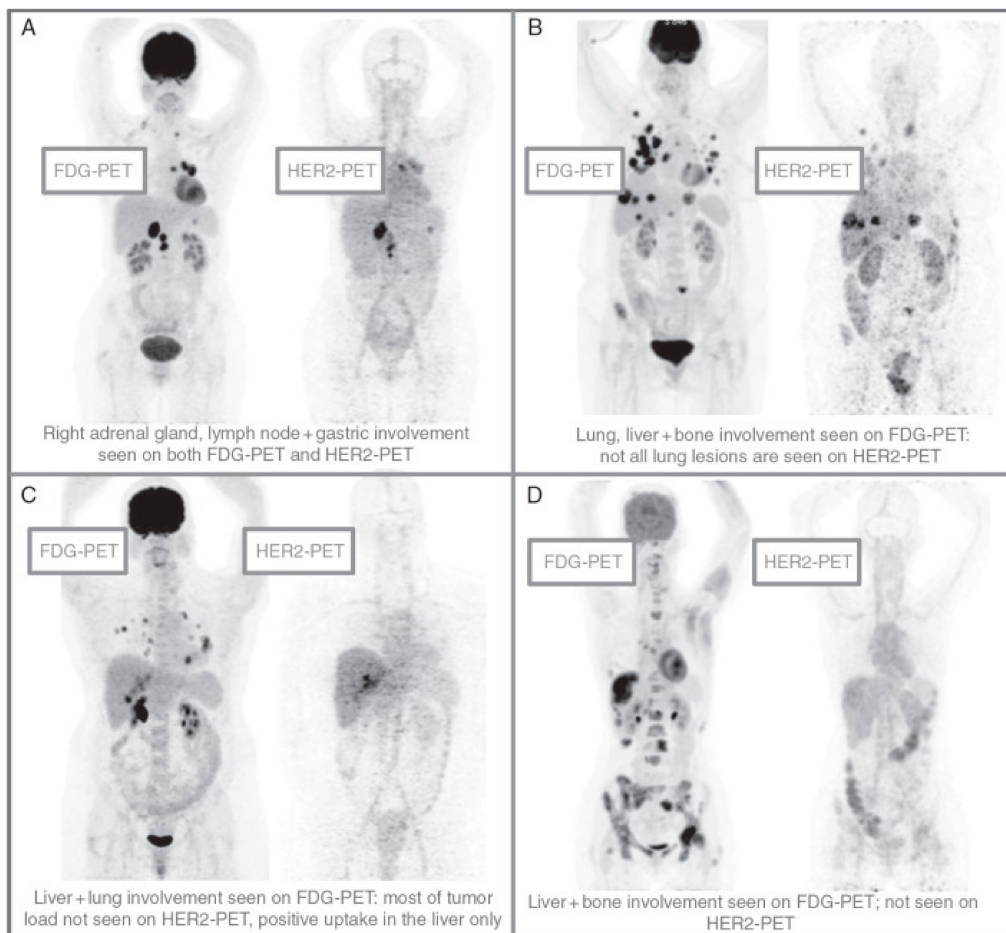 A
FDG-PET
HER2-PET
Right adrenal gland, lymph node + gastric involvement
seen on both FDG-PET and HER2-PET
B
FDG-PET
HER2-PET
Lung, liver + bone involvement seen on FDG-PET:
not all lung lesions are seen on HER2-PET
C
FDG-PET
HER2-PET
Liver + lung involvement seen on FDG-PET: most of tumor
load not seen on HER2-PET, positive uptake in the liver only
D
FDG-PET
HER2-PET
Liver + bone involvement seen on FDG-PET; not seen on
HER2-PET